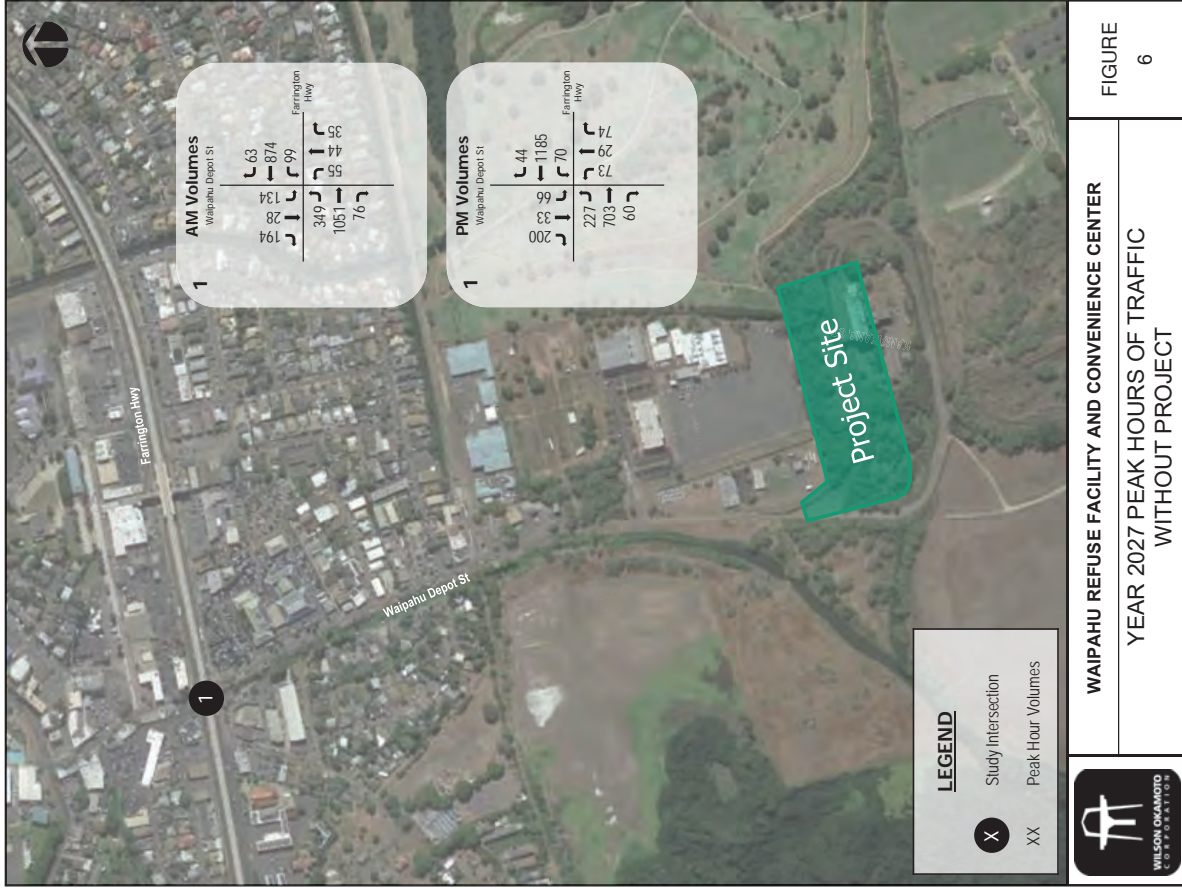 AM Volumes
Waipahu Depot St
1
194
28
134
63
874
99
Farrington
Hwy
349
1051
76
55
44
35
PM Volumes
Waipahu Depot St
1
200
33
66
44
1185
70
Farrington
Hwy
227
703
60
73
29
74
Farrington Hwy
1
Waipahu Depot St
Project Site
LEGEND
X Study Intersection
XX Peak Hour Volumes
WILSON OKAMOTO
CORPORATION
WAIPAHU REFUSE FACILITY AND CONVENIENCE CENTER
YEAR 2027 PEAK HOURS OF TRAFFIC
WITHOUT PROJECT
FIGURE
6